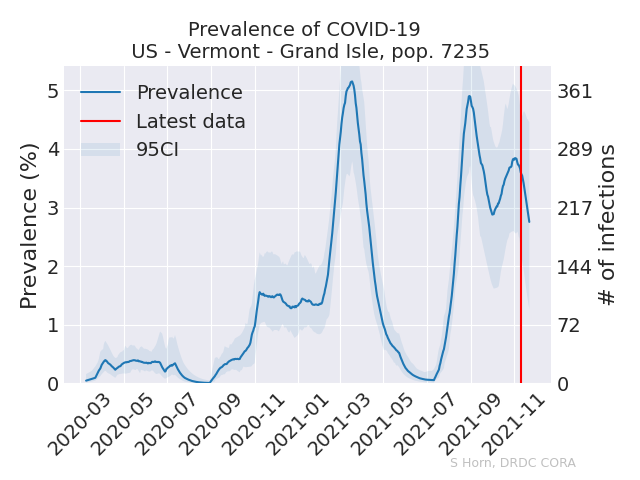 Prevalence of COVID-19
US - Vermont - Grand Isle, pop. 7235
Prevalence
Latest data
95CI
Prevalence (%)
5
4
3
2
1
0
361
289
217
144
72
0
# of infections
2020-03
2020-05
2020-07
2020-09
2020-11
2021-01
2021-03
2021-05
2021-07
2021-09
2021-11
S Horn, DRDC CORA